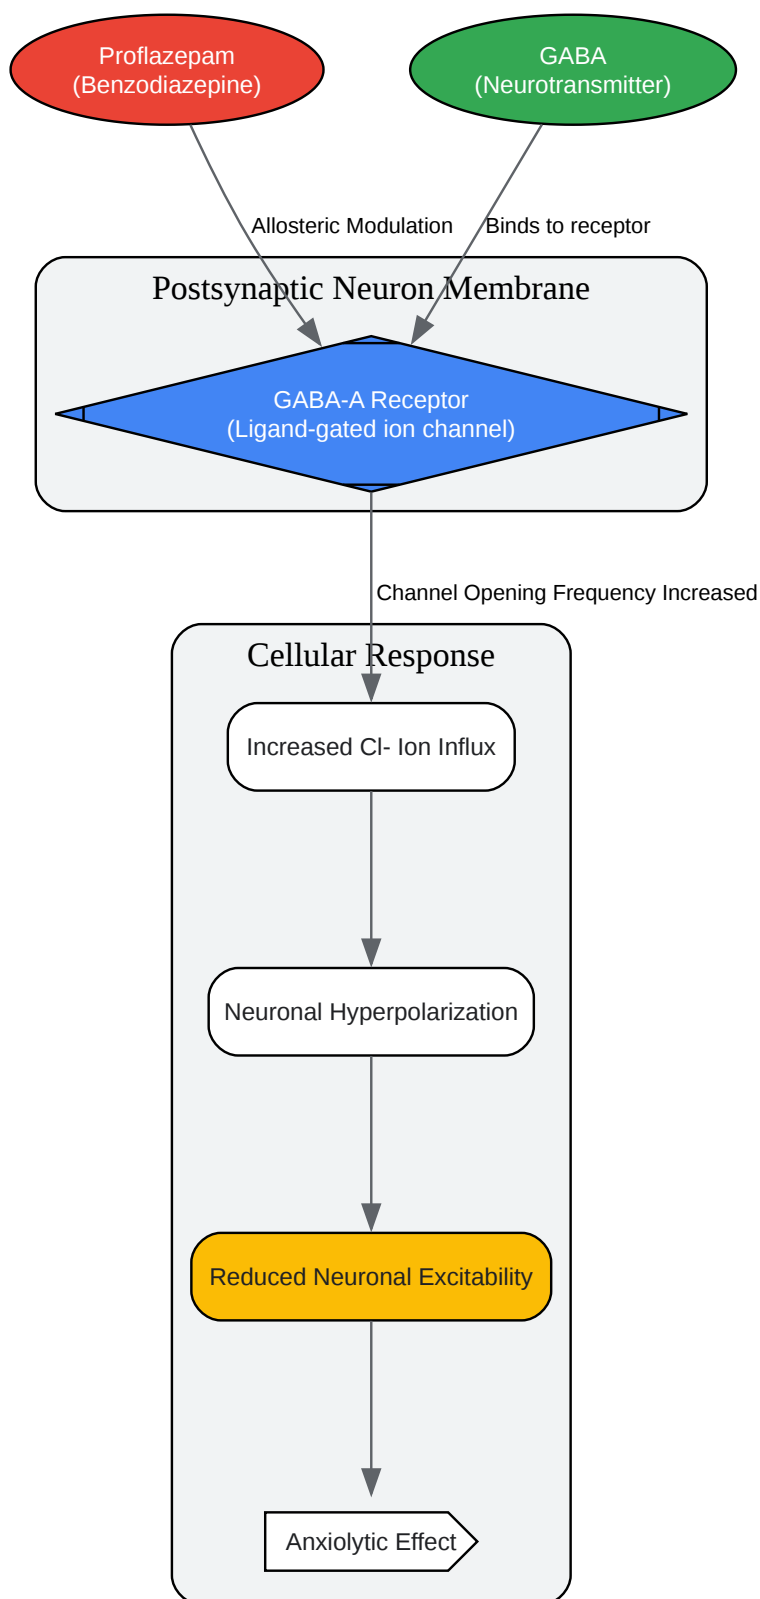 Proflazepam
(Benzodiazepine)
GABA
(Neurotransmitter)
Allosteric Modulation
Binds to receptor
Postsynaptic Neuron Membrane
GABA-A Receptor
(Ligand-gated ion channel)
Channel Opening Frequency Increased
Cellular Response
Increased Cl- Ion Influx
Neuronal Hyperpolarization
Reduced Neuronal Excitability
Anxiolytic Effect